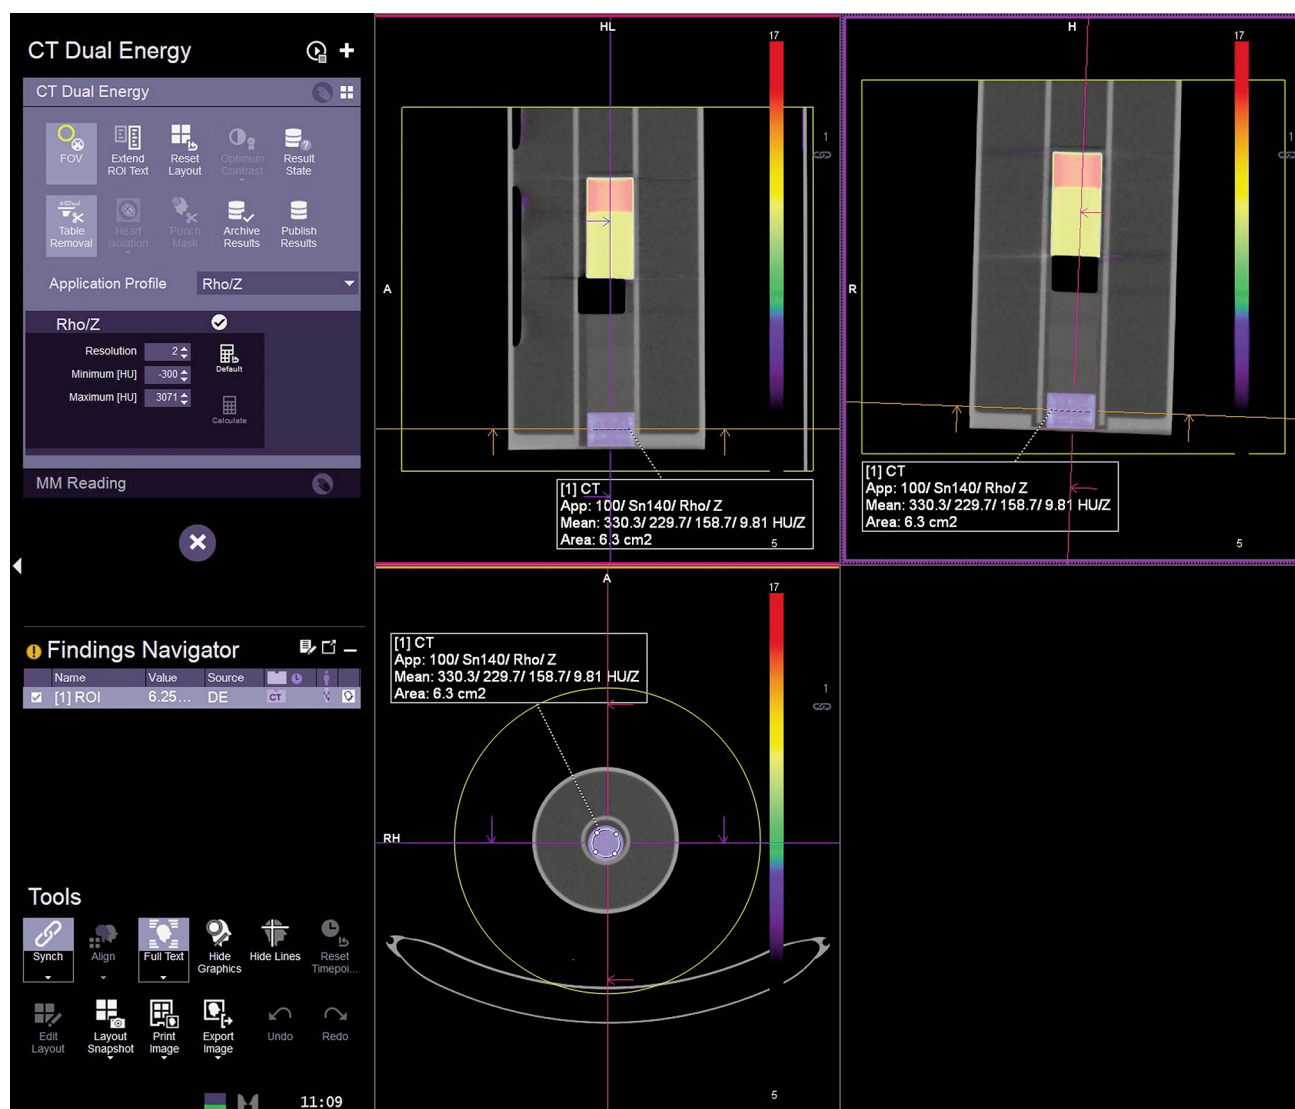 CT Dual Energy
CT Dual Energy
FOV
Extend ROI Text
Reset Layout
Optimum Contrast
Result State
Table Removal
Heart Isolation
Punch Mask
Archive Results
Publish Results
Application Profile Rho/Z
Rho/Z
Resolution 2
Default
Minimum [HU] -300
Maximum [HU] 3071
Calculate
MM Reading
Findings Navigator
Name Value Source
[1] ROI 6.25... DE CT
Tools
Synch
Align
Full Text
Hide Graphics
Hide Lines
Reset Timepoi...
Edit Layout
Layout Snapshot
Print Image
Export Image
Undo
Redo
11:09
HL
17
1
A
[1] CT
App: 100/ Sn140/ Rho/ Z
Mean: 330.3/ 229.7/ 158.7/ 9.81 HU/Z
Area: 6.3 cm2
5
H
17
1
R
[1] CT
App: 100/ Sn140/ Rho/ Z
Mean: 330.3/ 229.7/ 158.7/ 9.81 HU/Z
Area: 6.3 cm2
5
A
17
[1] CT
App: 100/ Sn140/ Rho/ Z
Mean: 330.3/ 229.7/ 158.7/ 9.81 HU/Z
Area: 6.3 cm2
1
RH
5